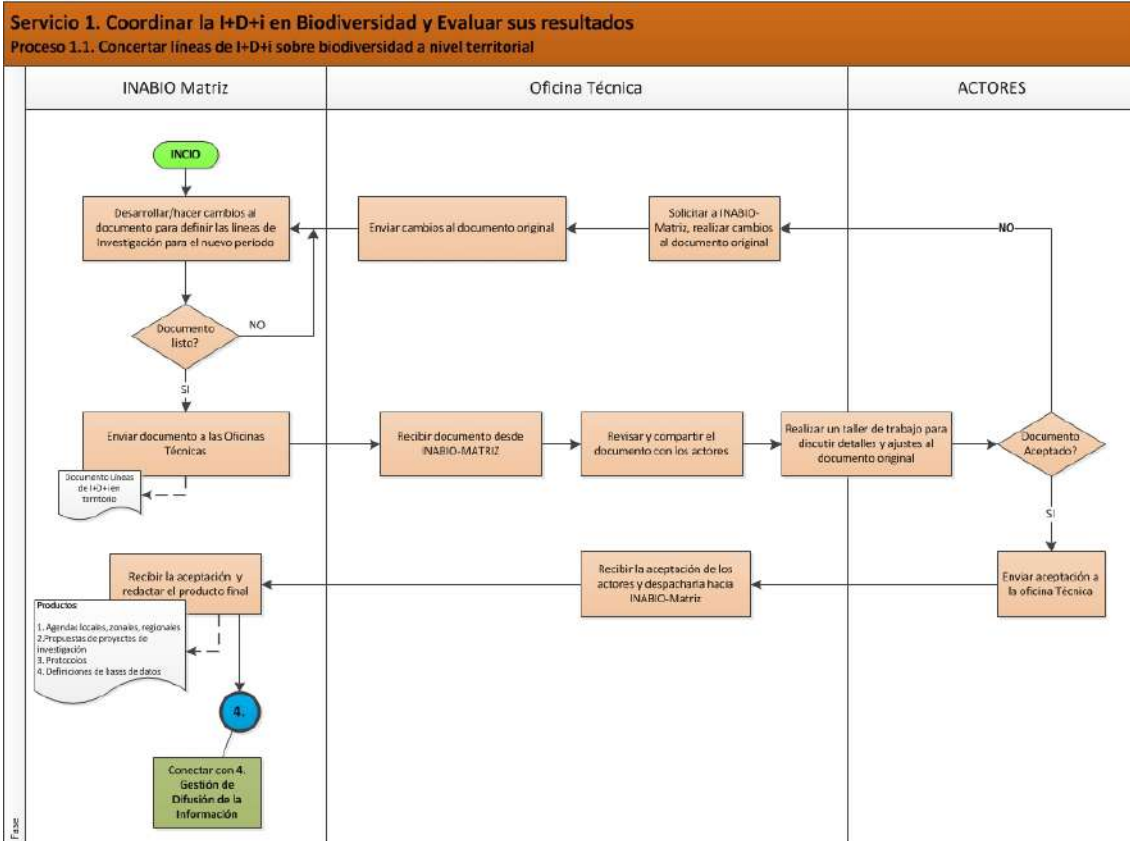 Servicio 1. Coordinar la I+D+i en Biodiversidad y Evaluar sus resultados
Proceso 1.1. Concertar líneas de I+D+i sobre biodiversidad a nivel territorial
INABIO Matriz
Oficina Técnica
ACTORES
INCIO
Desarrollar/hacer cambios al
documento para definir las líneas de
Investigación para el nuevo periodo
Enviar cambios al documento original
Solicitar a INABIO-
Matriz, realizar cambios
al documento original
NO
Documento
listo?
NO
SI
Enviar documento a las Oficinas
Técnicas
Recibir documento desde
INABIO-MATRIZ
Revisar y compartir el
documento con los actores
Realizar un taller de trabajo para
discutir detalles y ajustes al
documento original
Documento
Aceptado?
Documento Líneas
de I+D+i en
territorio
SI
Recibir la aceptación y
redactar el producto final
Recibir la aceptación de los
actores y despacharla hacia
INABIO-Matriz
Enviar aceptación a
la oficina Técnica
Productos
1. Agendas locales, zonales, regionales
2.Propuestas de proyectos de
investigación
3. Protocolos
4. Definiciones de bases de datos
4.
Conectar con 4.
Gestión de
Difusión de la
Información
Fase